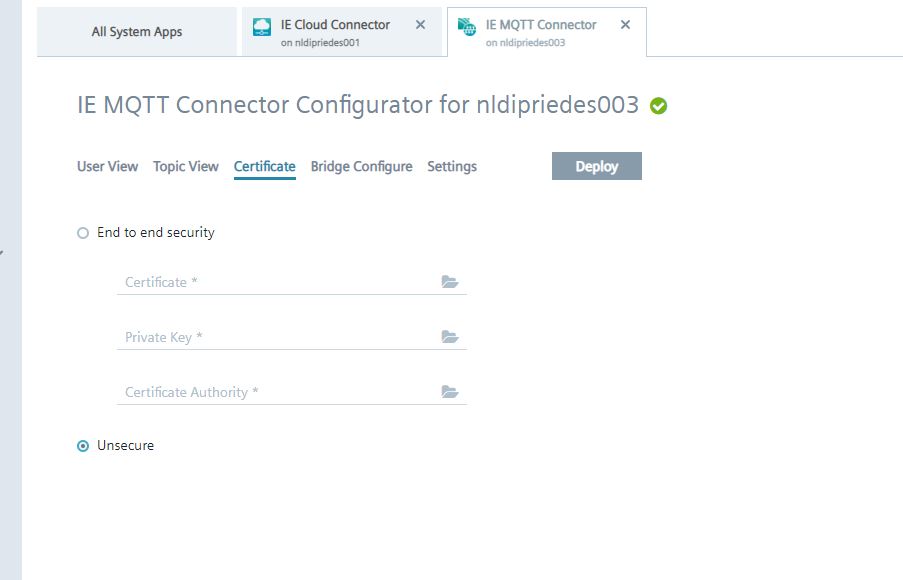 All System Apps
IE Cloud Connector
on nldipriedes001
IE MQTT Connector
on nldipriedes003
IE MQTT Connector Configurator for nldipriedes003
User View Topic View Certificate Bridge Configure Settings Deploy
End to end security
Certificate *
Private Key *
Certificate Authority *
Unsecure